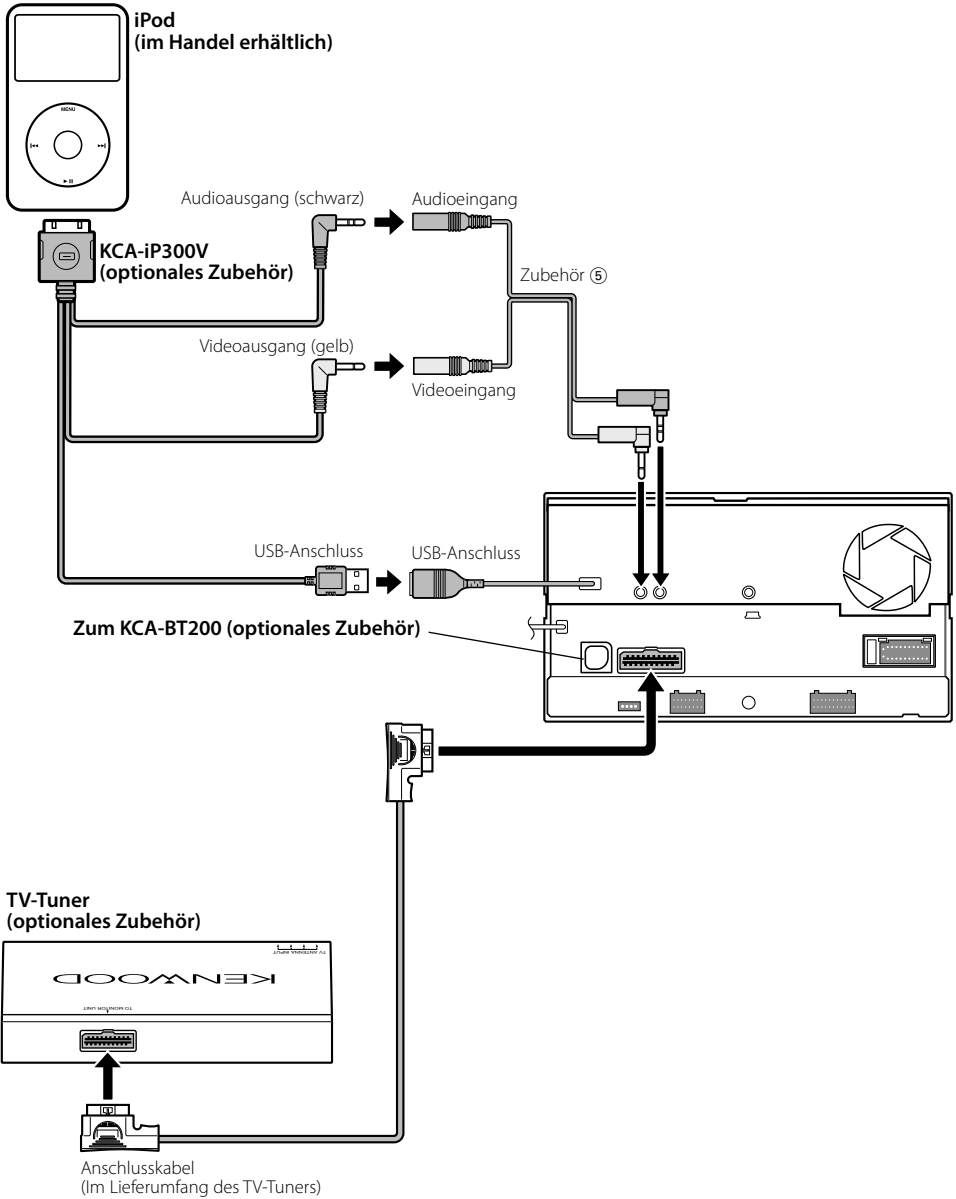 iPod
(im Handel erhältlich)
MENU
Audioausgang (schwarz)
Audioeingang
KCA-iP300V
(optionales Zubehör)
Zubehör ⑤
Videoausgang (gelb)
Videoeingang
USB-Anschluss
USB-Anschluss
Zum KCA-BT200 (optionales Zubehör)
TV-Tuner
(optionales Zubehör)
TV ANTENNA INPUT
KENWOOD
TO MONITOR UNIT
Anschlusskabel
(Im Lieferumfang des TV-Tuners)